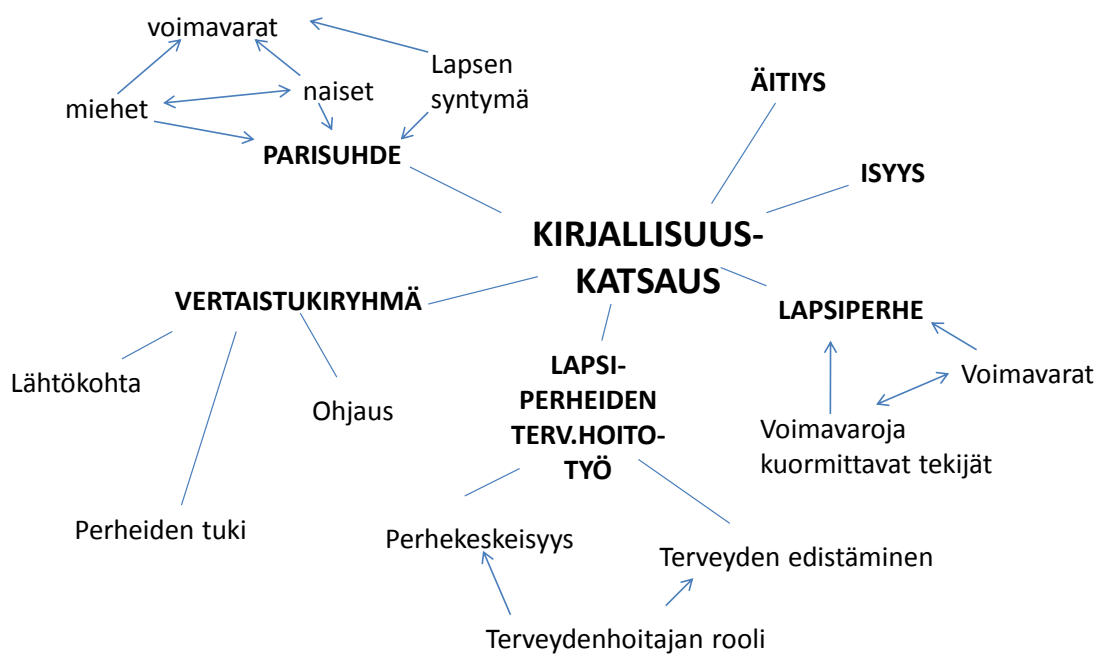 voimavarat
Lapsen
syntymä
naiset
miehet
PARISUHDE
ÄITIYS
ISYYS
KIRJALLISUUS-
KATSAUS
VERTAISTUKIRYHMÄ
LAPSIPERHE
Lähtökohta
Ohjaus
Perheiden tuki
LAPSI-
PERHEIDEN
TERV.HOITO-
TYÖ
Voimavarat
Voimavaroja
kuormittavat tekijät
Perhekeskeisyys
Terveyden edistäminen
Terveydenhoitajan rooli